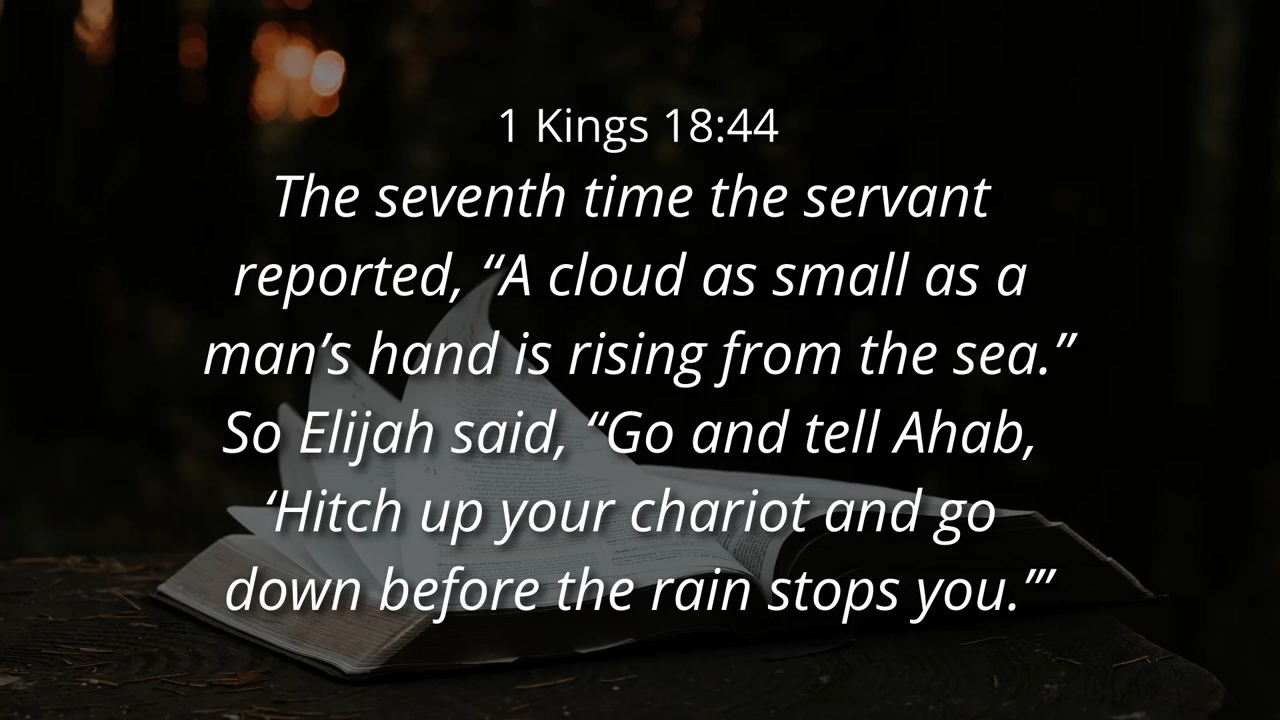 1 Kings 18:44
The seventh time the servant
reported, “A cloud as small as a
man’s hand is rising from the sea.”
So Elijah said, “Go and tell Ahab,
‘Hitch up your chariot and go
down before the rain stops you.’”